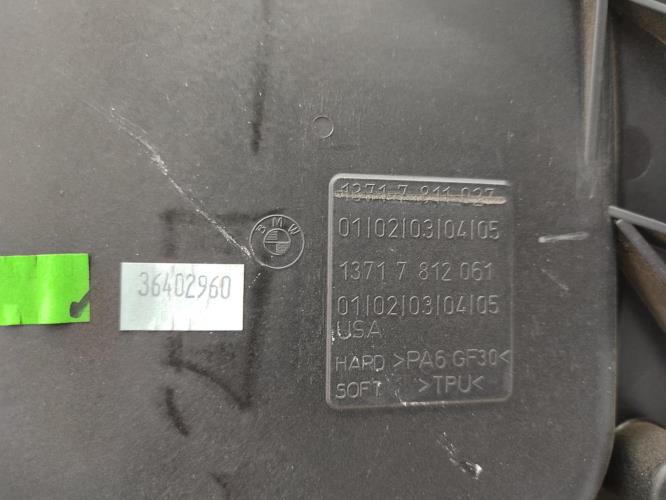 BMW
36402960
1371 7 811 027
01|02|03|04|05
1371 7 812 061
01|02|03|04|05
USA
HARD >PA6 GF30<
SOFT >TPU<